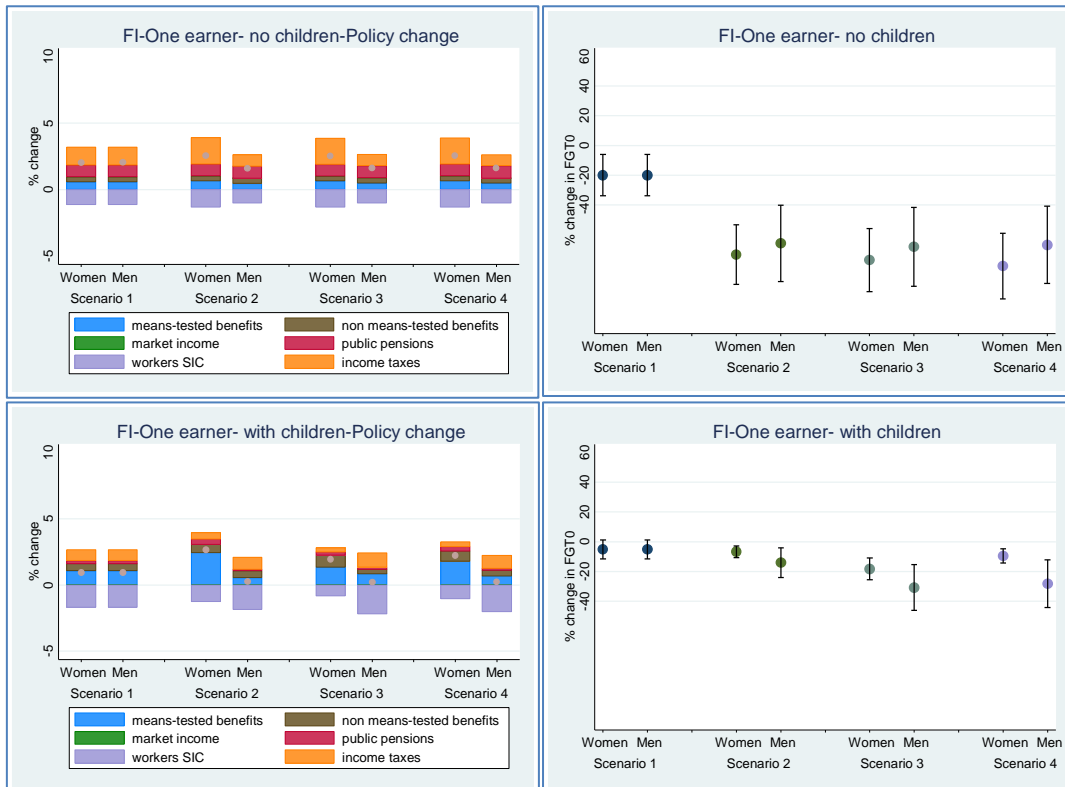 FI-One earner- no children-Policy change
10
5
0
-5
% change
Women Men Women Men Women Men Women Men
Scenario 1 Scenario 2 Scenario 3 Scenario 4
means-tested benefits non means-tested benefits
market income public pensions
workers SIC income taxes
FI-One earner- no children
60
40
20
0
-20
-40
% change in FGT0
Women Men Women Men Women Men Women Men
Scenario 1 Scenario 2 Scenario 3 Scenario 4
FI-One earner- with children-Policy change
10
5
0
-5
% change
Women Men Women Men Women Men Women Men
Scenario 1 Scenario 2 Scenario 3 Scenario 4
means-tested benefits non means-tested benefits
market income public pensions
workers SIC income taxes
FI-One earner- with children
60
40
20
0
-20
-40
% change in FGT0
Women Men Women Men Women Men Women Men
Scenario 1 Scenario 2 Scenario 3 Scenario 4